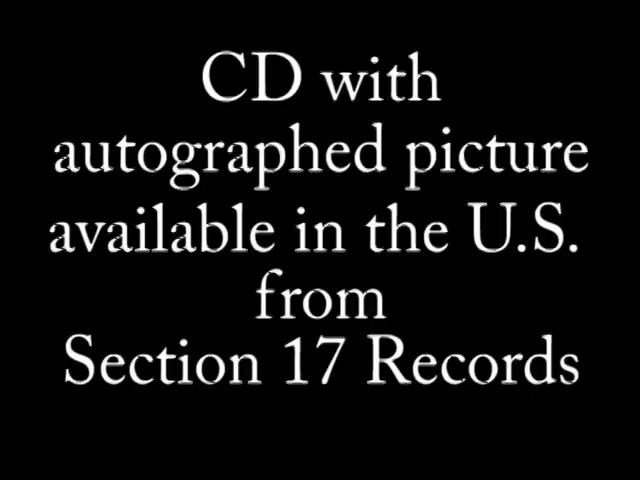 CD with
autographed picture
available in the U.S.
from
Section 17 Records